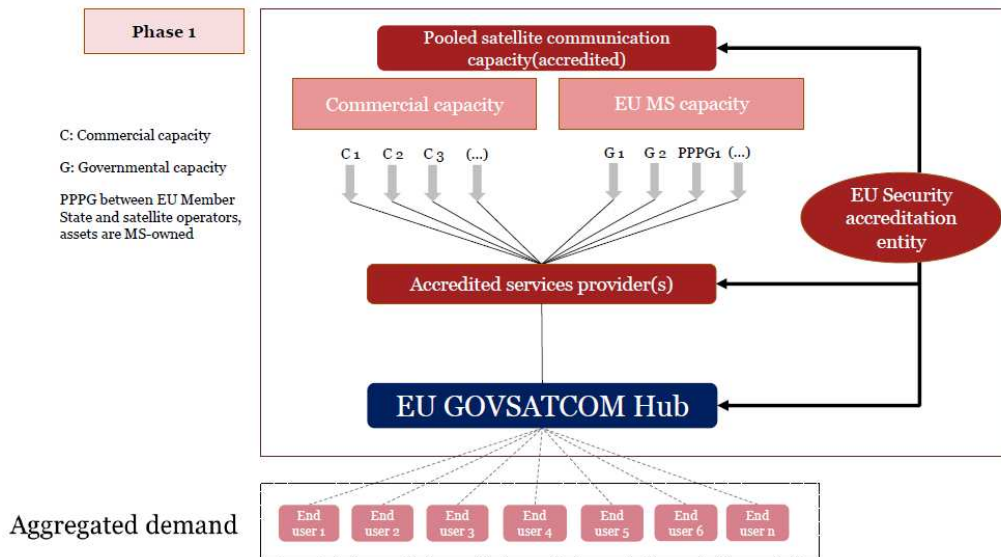 Phase 1
Pooled satellite communication
capacity(accredited)
Commercial capacity
EU MS capacity
C: Commercial capacity
G: Governmental capacity
PPPG between EU Member
State and satellite operators,
assets are MS-owned
C 1 C 2 C 3 (...)
G 1 G 2 PPPG1 (...)
EU Security
accreditation
entity
Accredited services provider(s)
EU GOVSATCOM Hub
Aggregated demand
End
user 1
End
user 2
End
user 3
End
user 4
End
user 5
End
user 6
End
user n